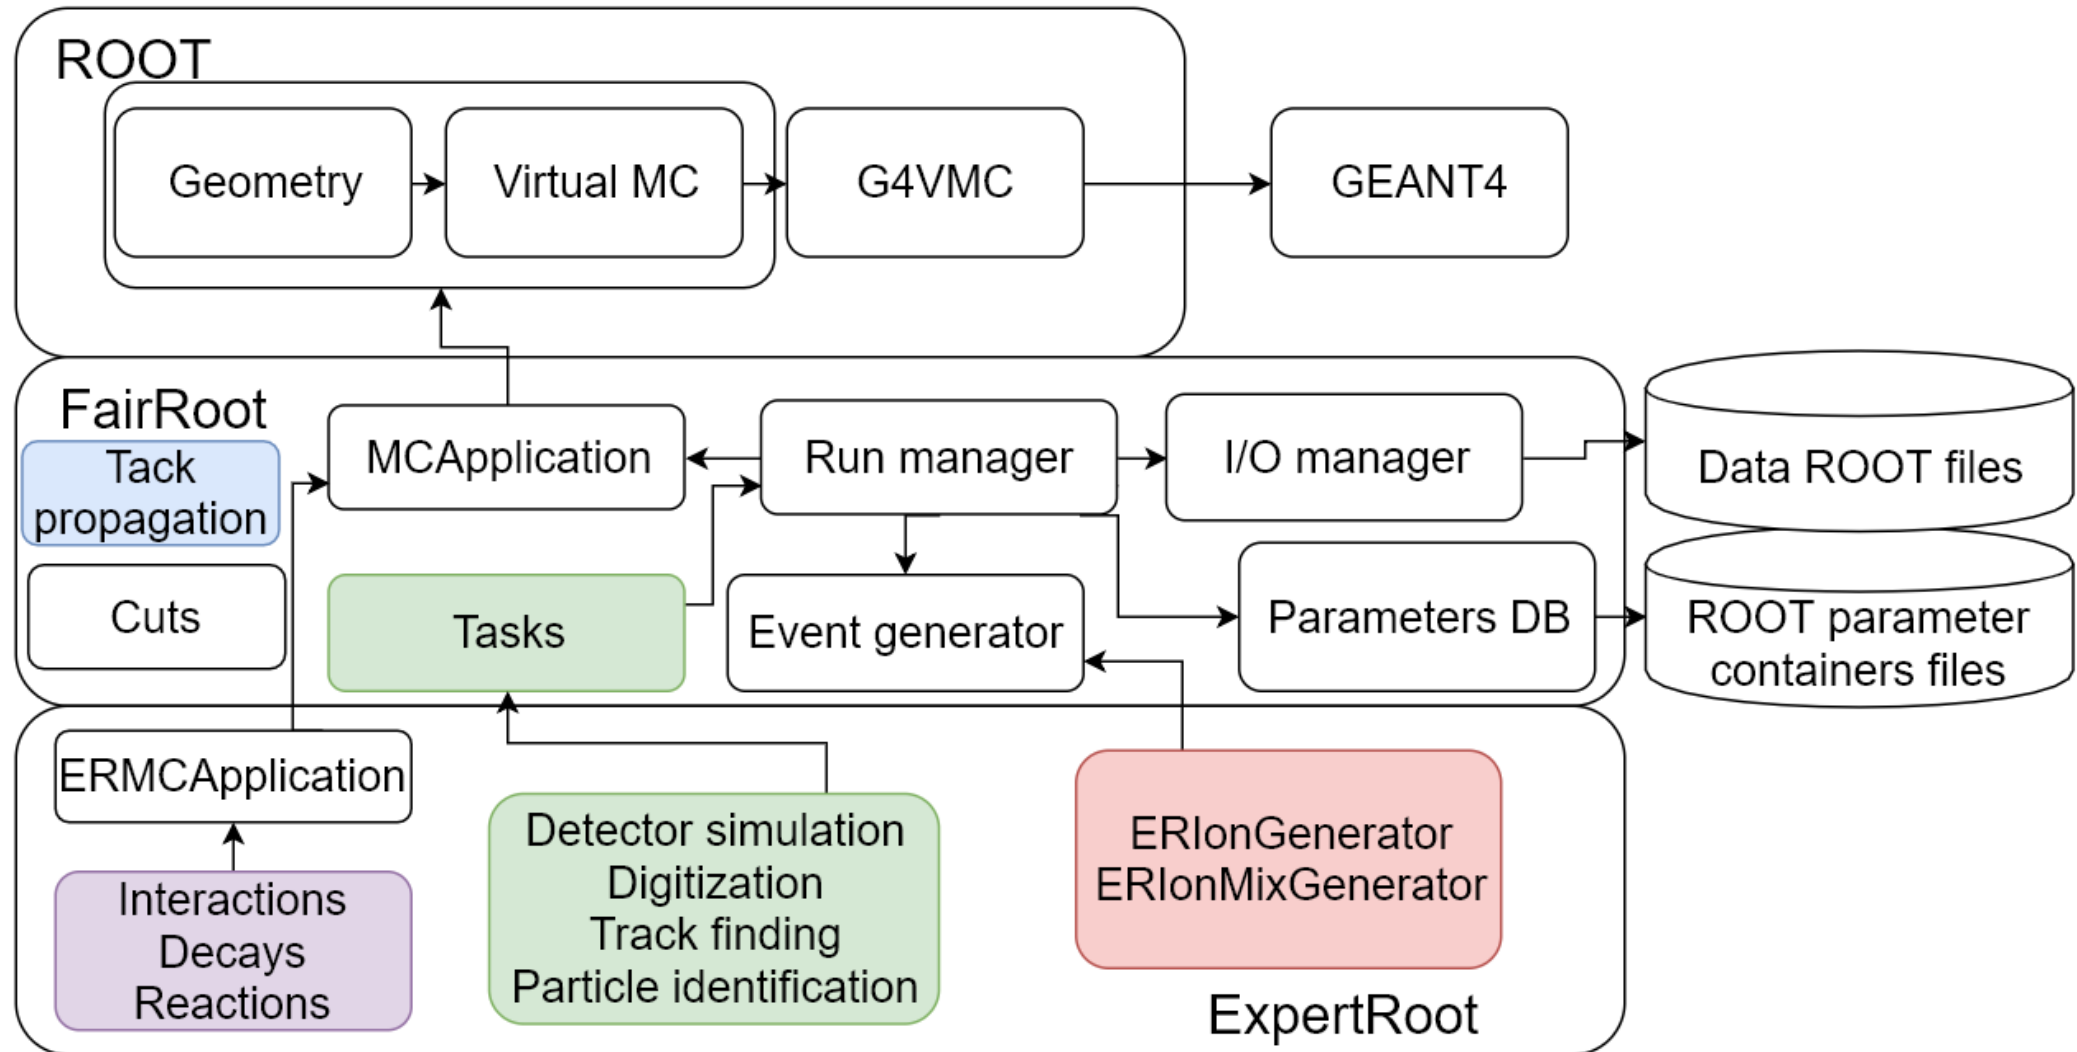 ROOT
Geometry
Virtual MC
G4VMC
GEANT4
FairRoot
Tack
propagation
Cuts
MCApplication
Run manager
I/O manager
Data ROOT files
Tasks
Event generator
Parameters DB
ROOT parameter
containers files
ERMCApplication
Interactions
Decays
Reactions
Detector simulation
Digitization
Track finding
Particle identification
ERIonGenerator
ERIonMixGenerator
ExpertRoot